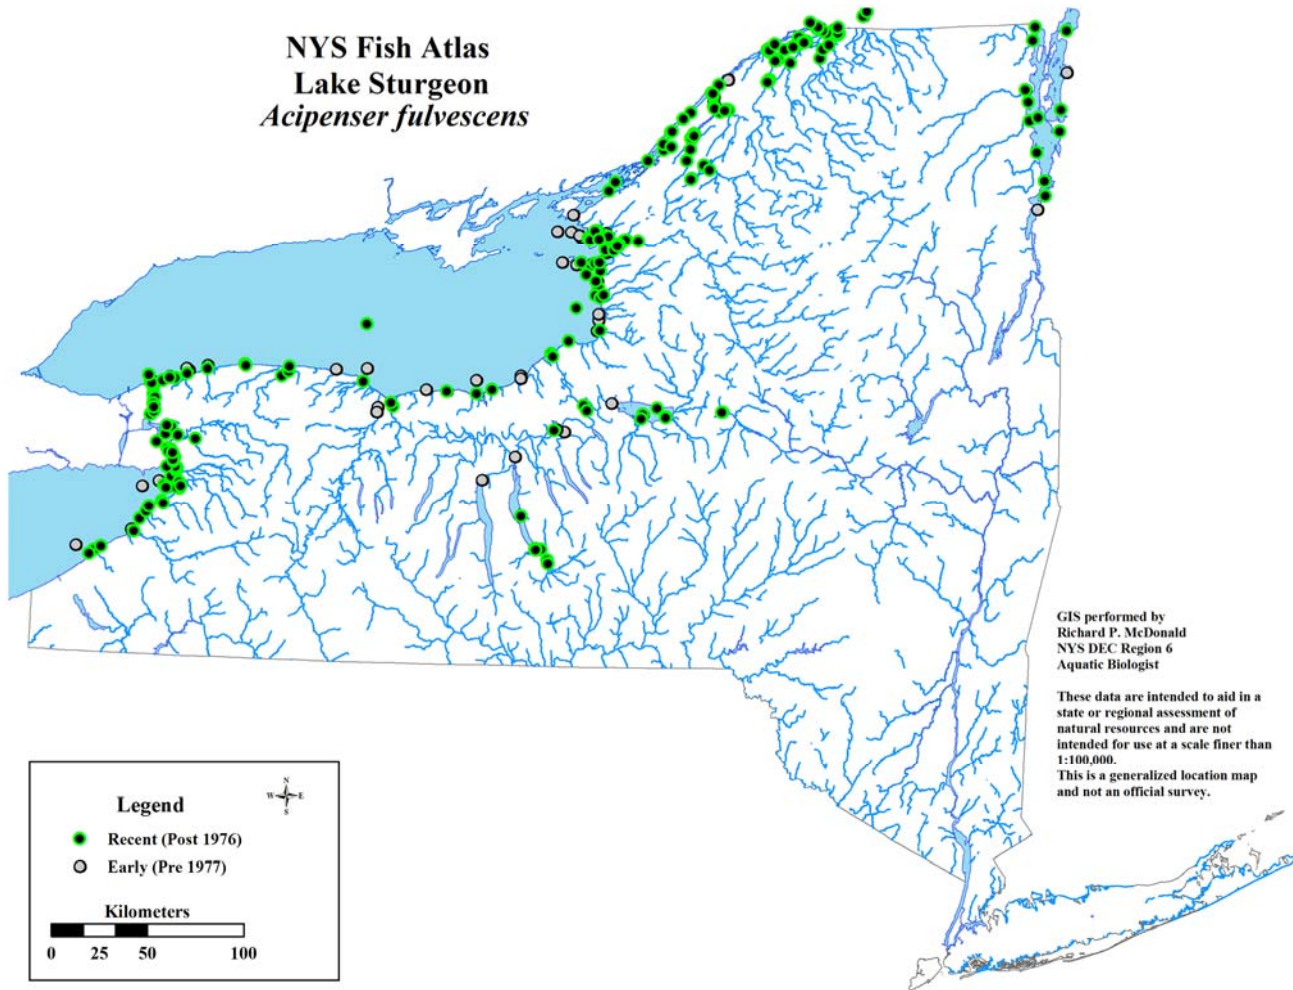 NYS Fish Atlas
Lake Sturgeon
Acipenser fulvescens
GIS performed by
Richard P. McDonald
NYS DEC Region 6
Aquatic Biologist
These data are intended to aid in a
state or regional assessment of
natural resources and are not
intended for use at a scale finer than
1:100,000.
This is a generalized location map
and not an official survey.
Legend
N
W E
S
Recent (Post 1976)
Early (Pre 1977)
Kilometers
0 25 50 100